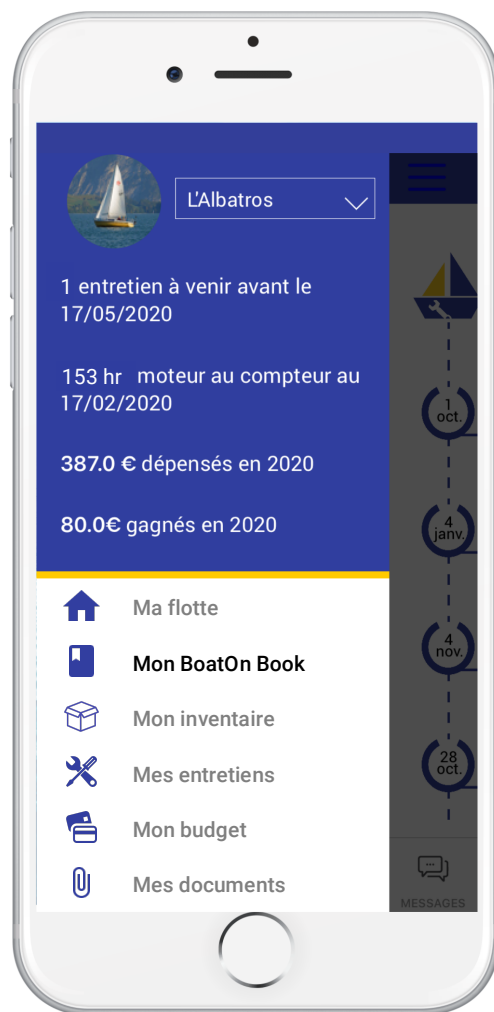 L'Albatros
1 entretien à venir avant le
17/05/2020
153 hr moteur au compteur au
17/02/2020
387.0 € dépensés en 2020
80.0€ gagnés en 2020
Ma flotte
Mon BoatOn Book
Mon inventaire
Mes entretiens
Mon budget
Mes documents
1
oct.
4
janv.
4
nov.
28
oct.
MESSAGES